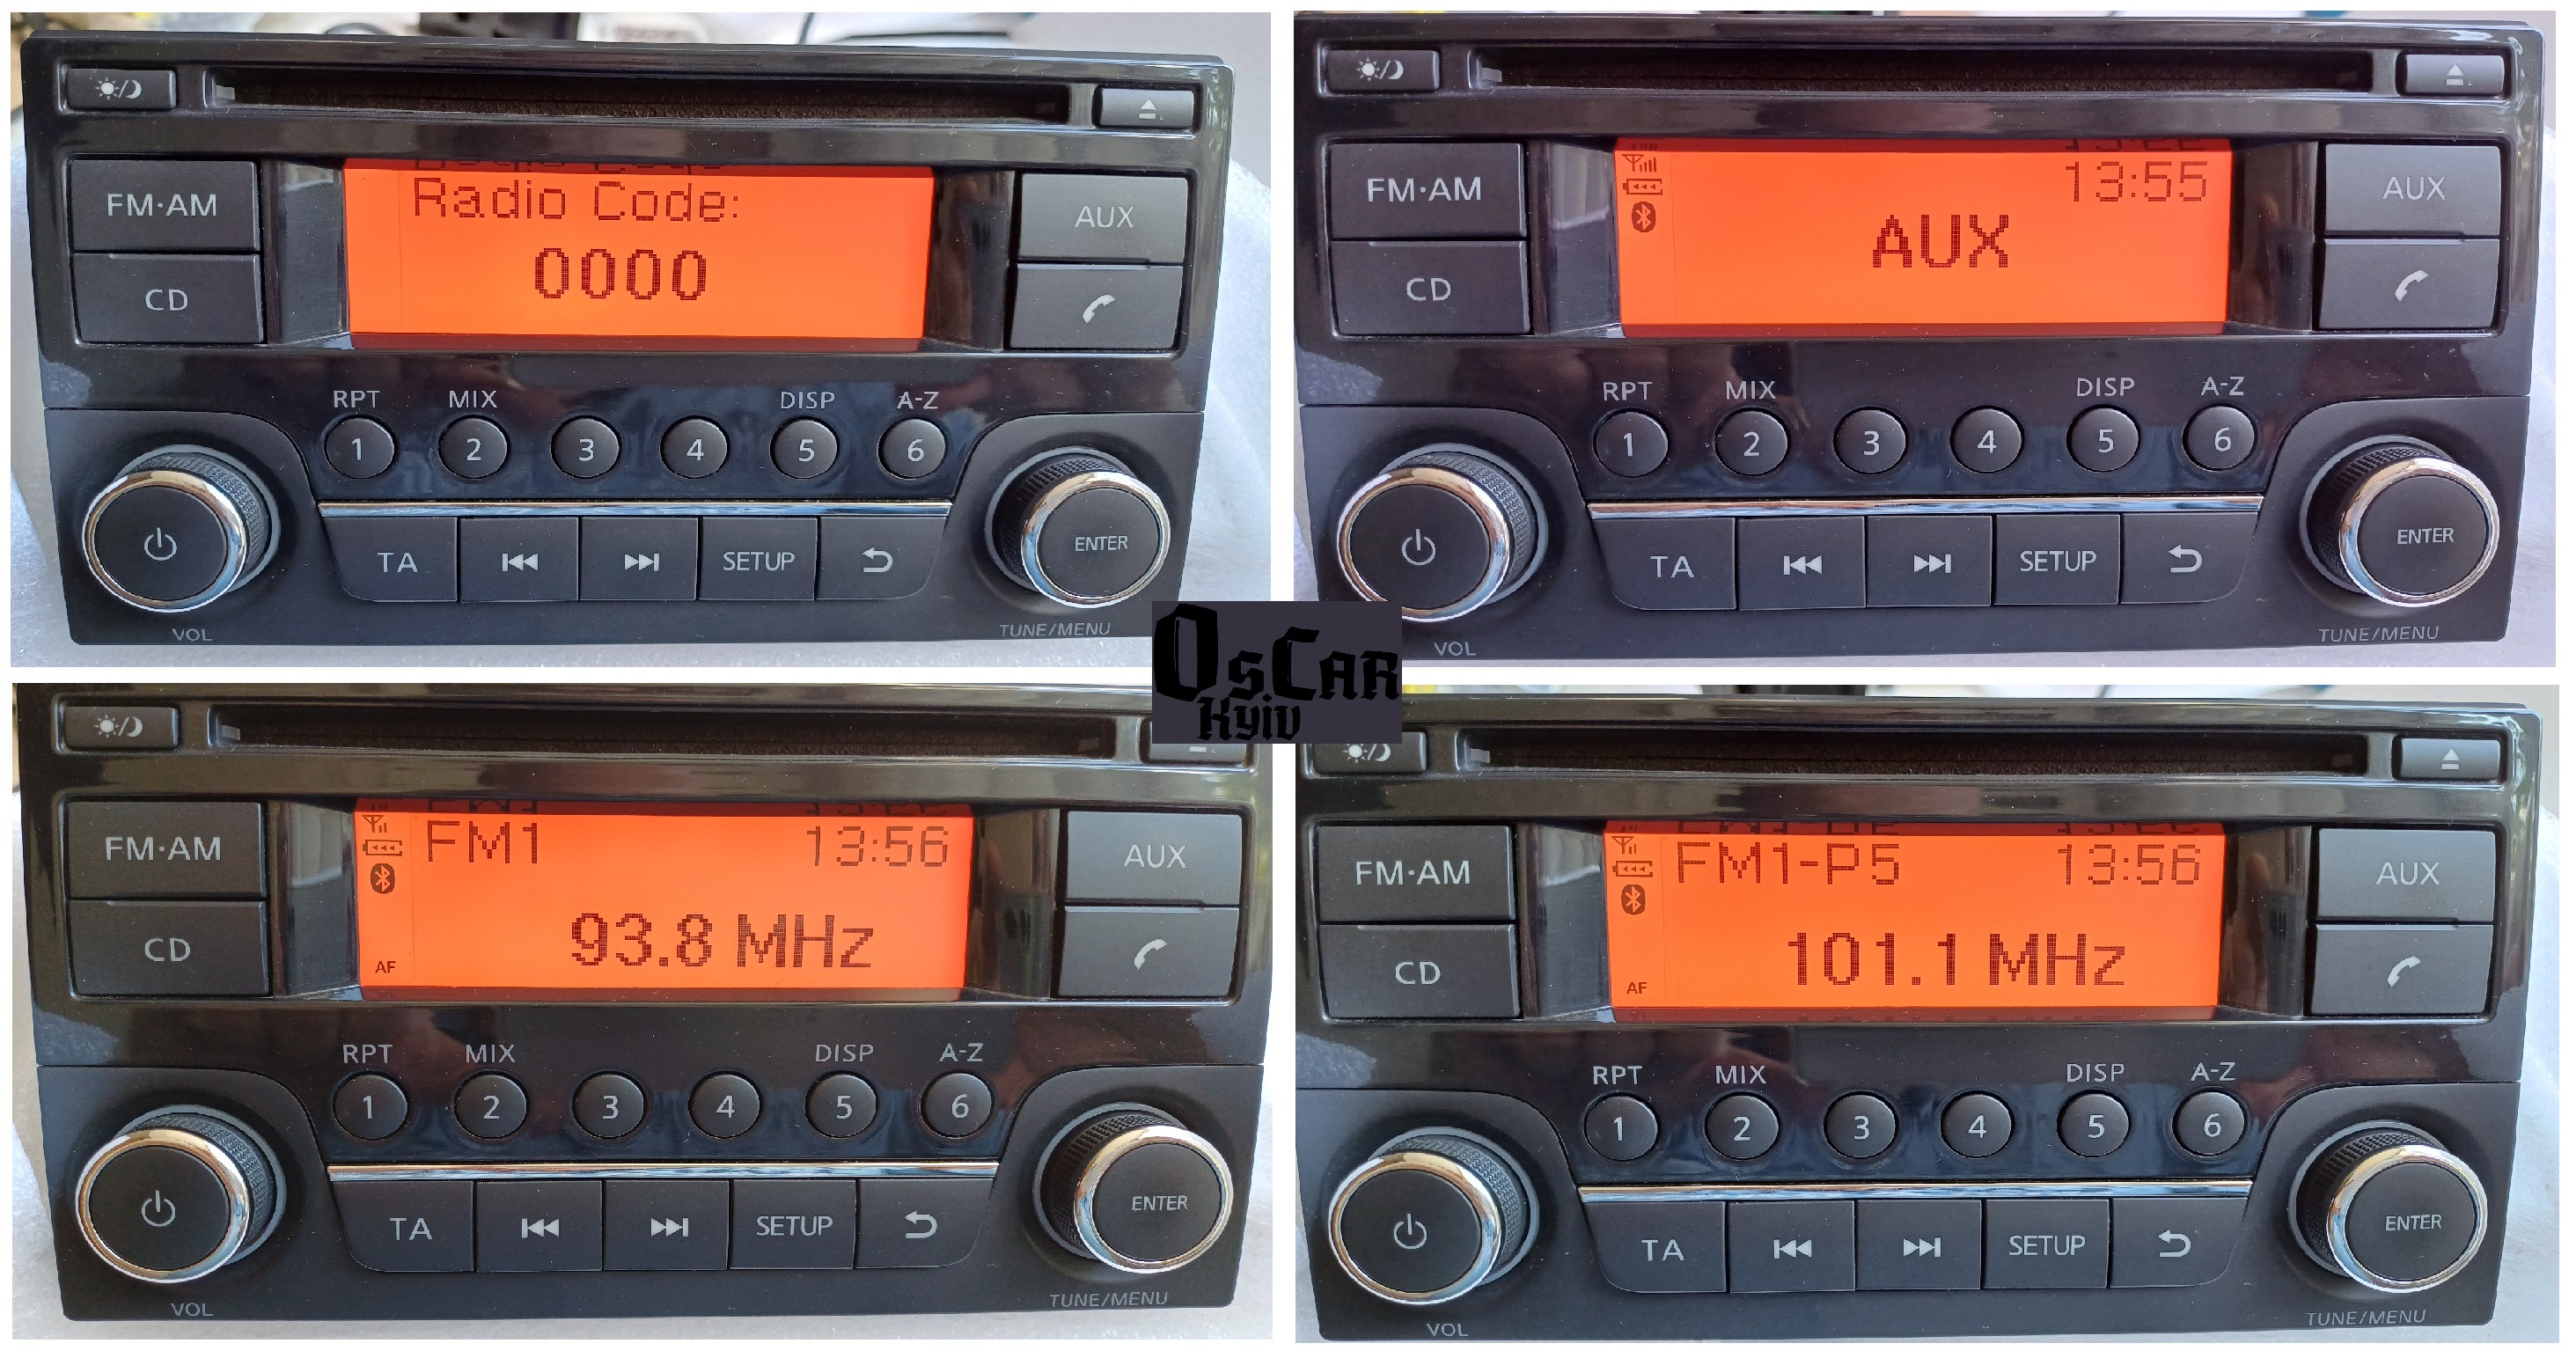 Radio Code:
0000
FM·AM
AUX
CD
RPT MIX DISP A-Z
1 2 3 4 5 6
TA SETUP
ENTER
VOL
TUNE/MENU
13:55
AUX
FM·AM
AUX
CD
RPT MIX DISP A-Z
1 2 3 4 5 6
TA SETUP
ENTER
VOL
TUNE/MENU
OsCar
Kyiv
FM1 13:56
93.8 MHz
AF
FM·AM
AUX
CD
RPT MIX DISP A-Z
1 2 3 4 5 6
TA SETUP
ENTER
VOL
TUNE/MENU
FM1-P5 13:56
101.1 MHz
AF
FM·AM
AUX
CD
RPT MIX DISP A-Z
1 2 3 4 5 6
TA SETUP
ENTER
VOL
TUNE/MENU